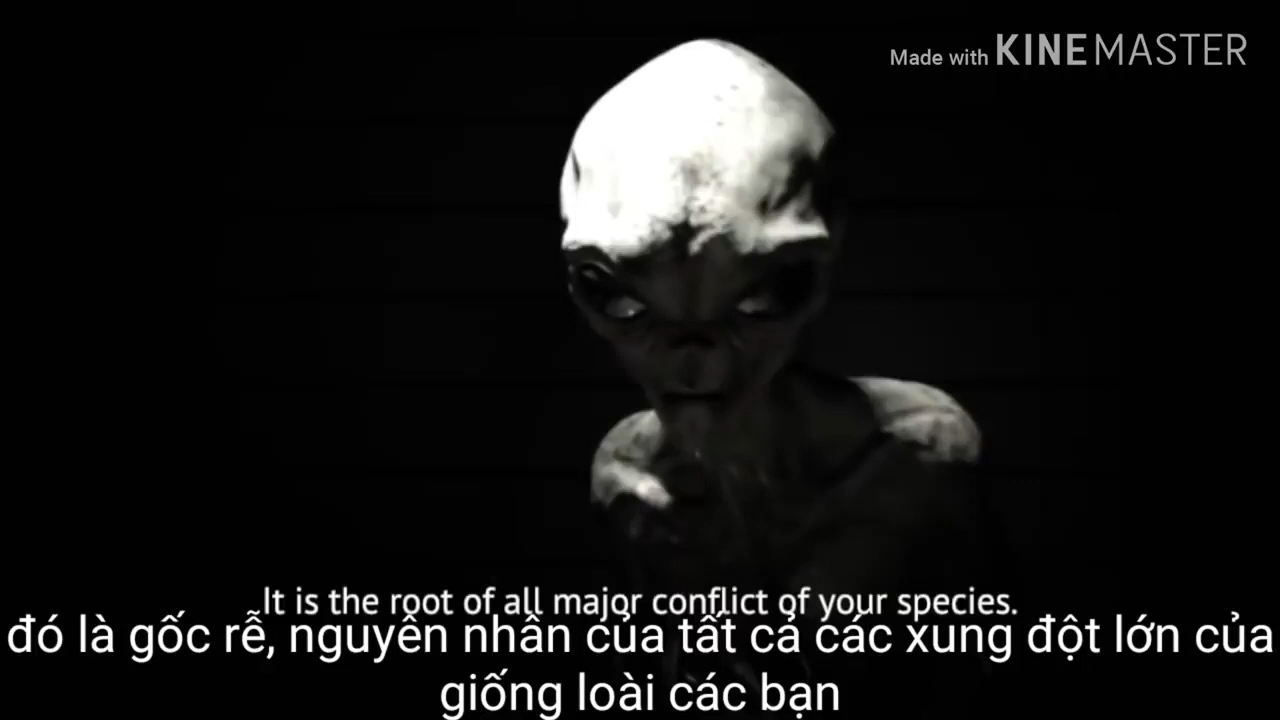 Made with KINEMASTER
It is the root of all major conflict of your species.
đó là gốc rễ, nguyên nhân của tất cả các xung đột lớn của
giống loài các bạn